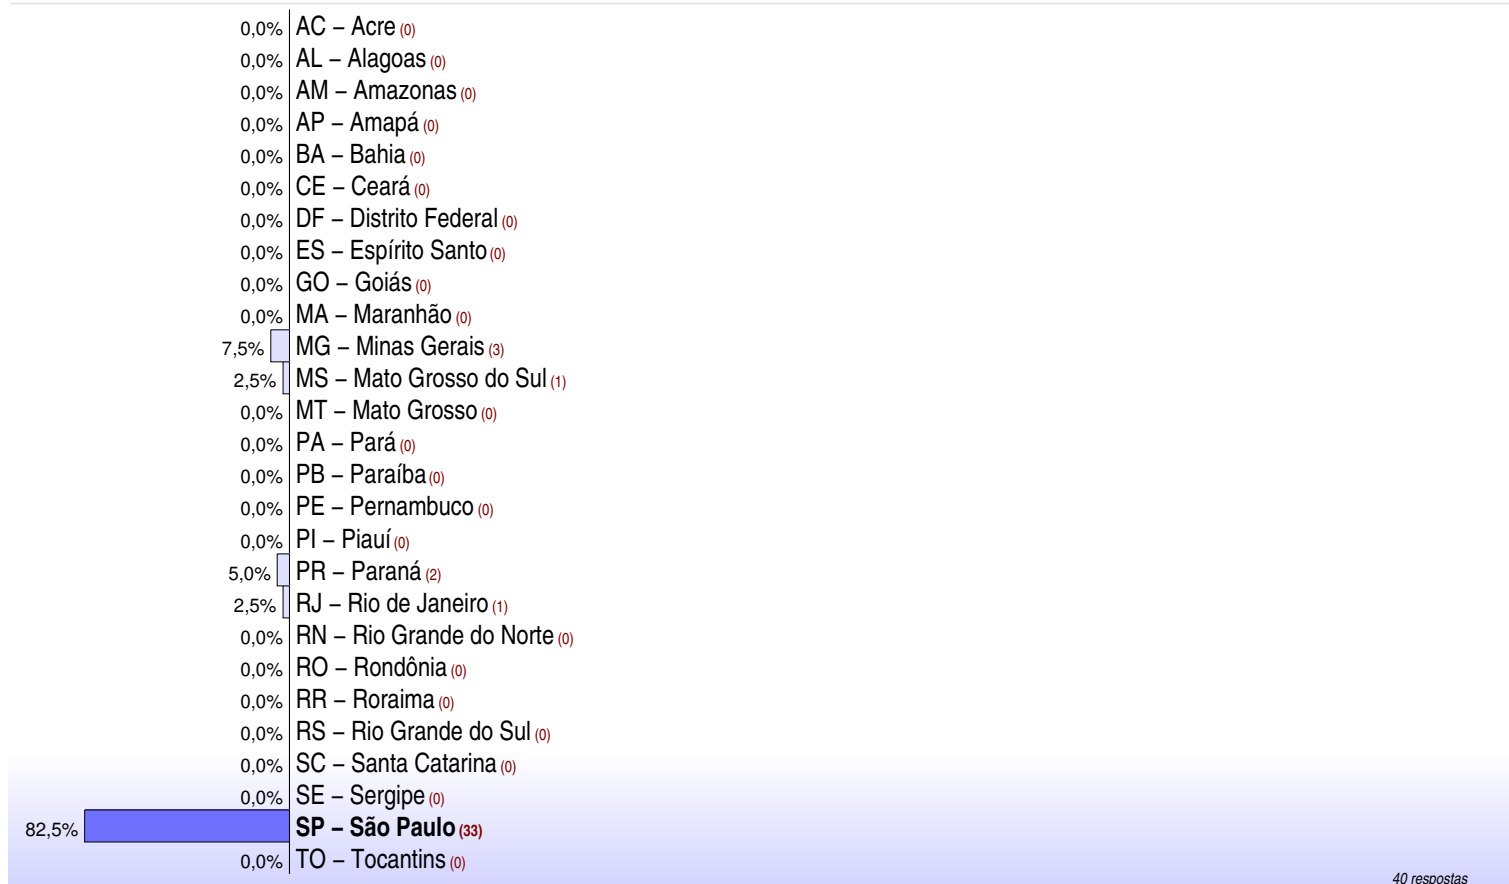 0,0% AC – Acre (0)
0,0% AL – Alagoas (0)
0,0% AM – Amazonas (0)
0,0% AP – Amapá (0)
0,0% BA – Bahia (0)
0,0% CE – Ceará (0)
0,0% DF – Distrito Federal (0)
0,0% ES – Espírito Santo (0)
0,0% GO – Goiás (0)
0,0% MA – Maranhão (0)
7,5% MG – Minas Gerais (3)
2,5% MS – Mato Grosso do Sul (1)
0,0% MT – Mato Grosso (0)
0,0% PA – Pará (0)
0,0% PB – Paraíba (0)
0,0% PE – Pernambuco (0)
0,0% PI – Piauí (0)
5,0% PR – Paraná (2)
2,5% RJ – Rio de Janeiro (1)
0,0% RN – Rio Grande do Norte (0)
0,0% RO – Rondônia (0)
0,0% RR – Roraima (0)
0,0% RS – Rio Grande do Sul (0)
0,0% SC – Santa Catarina (0)
0,0% SE – Sergipe (0)
82,5% SP – São Paulo (33)
0,0% TO – Tocantins (0)
40 respostas